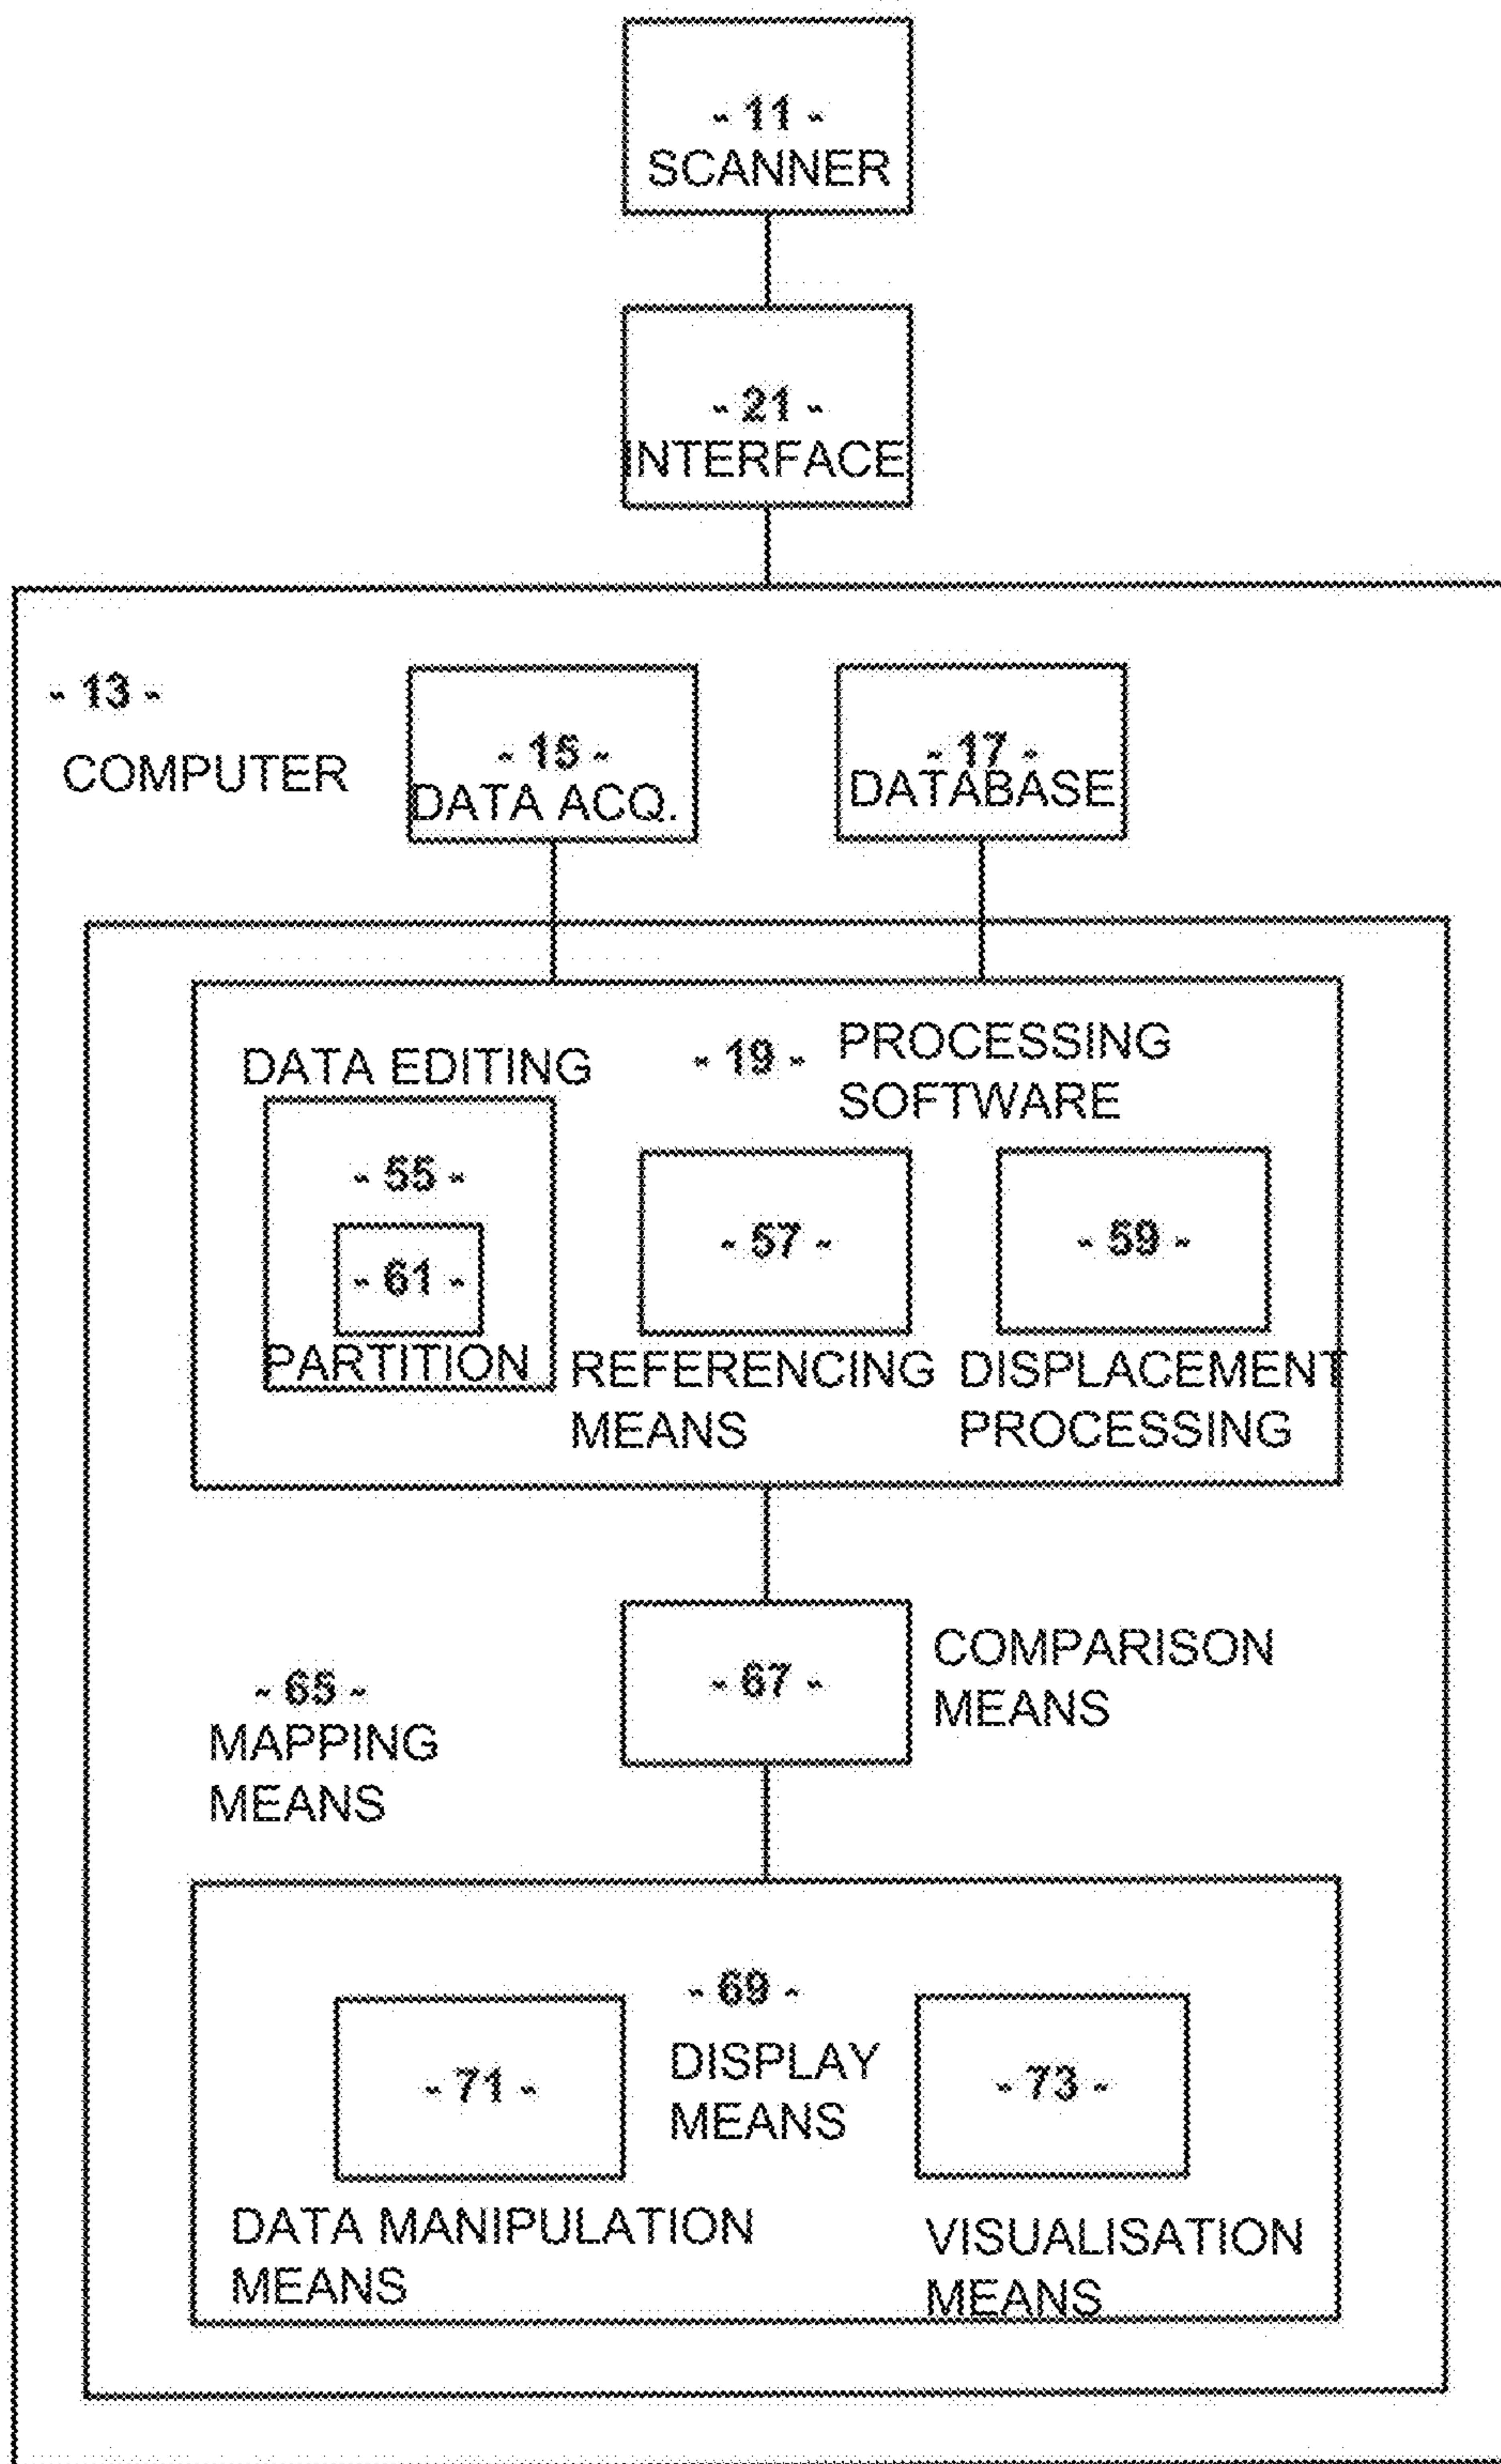 - 11 -
SCANNER
- 21 -
INTERFACE
- 13 -
COMPUTER
- 15 -
DATA ACQ.
- 17 -
DATABASE
DATA EDITING
- 19 -
PROCESSING
SOFTWARE
- 55 -
- 61 -
PARTITION
- 57 -
REFERENCING
MEANS
- 59 -
DISPLACEMENT
PROCESSING
- 65 -
MAPPING
MEANS
- 67 -
COMPARISON
MEANS
- 69 -
DISPLAY
MEANS
- 71 -
DATA MANIPULATION
MEANS
- 73 -
VISUALISATION
MEANS